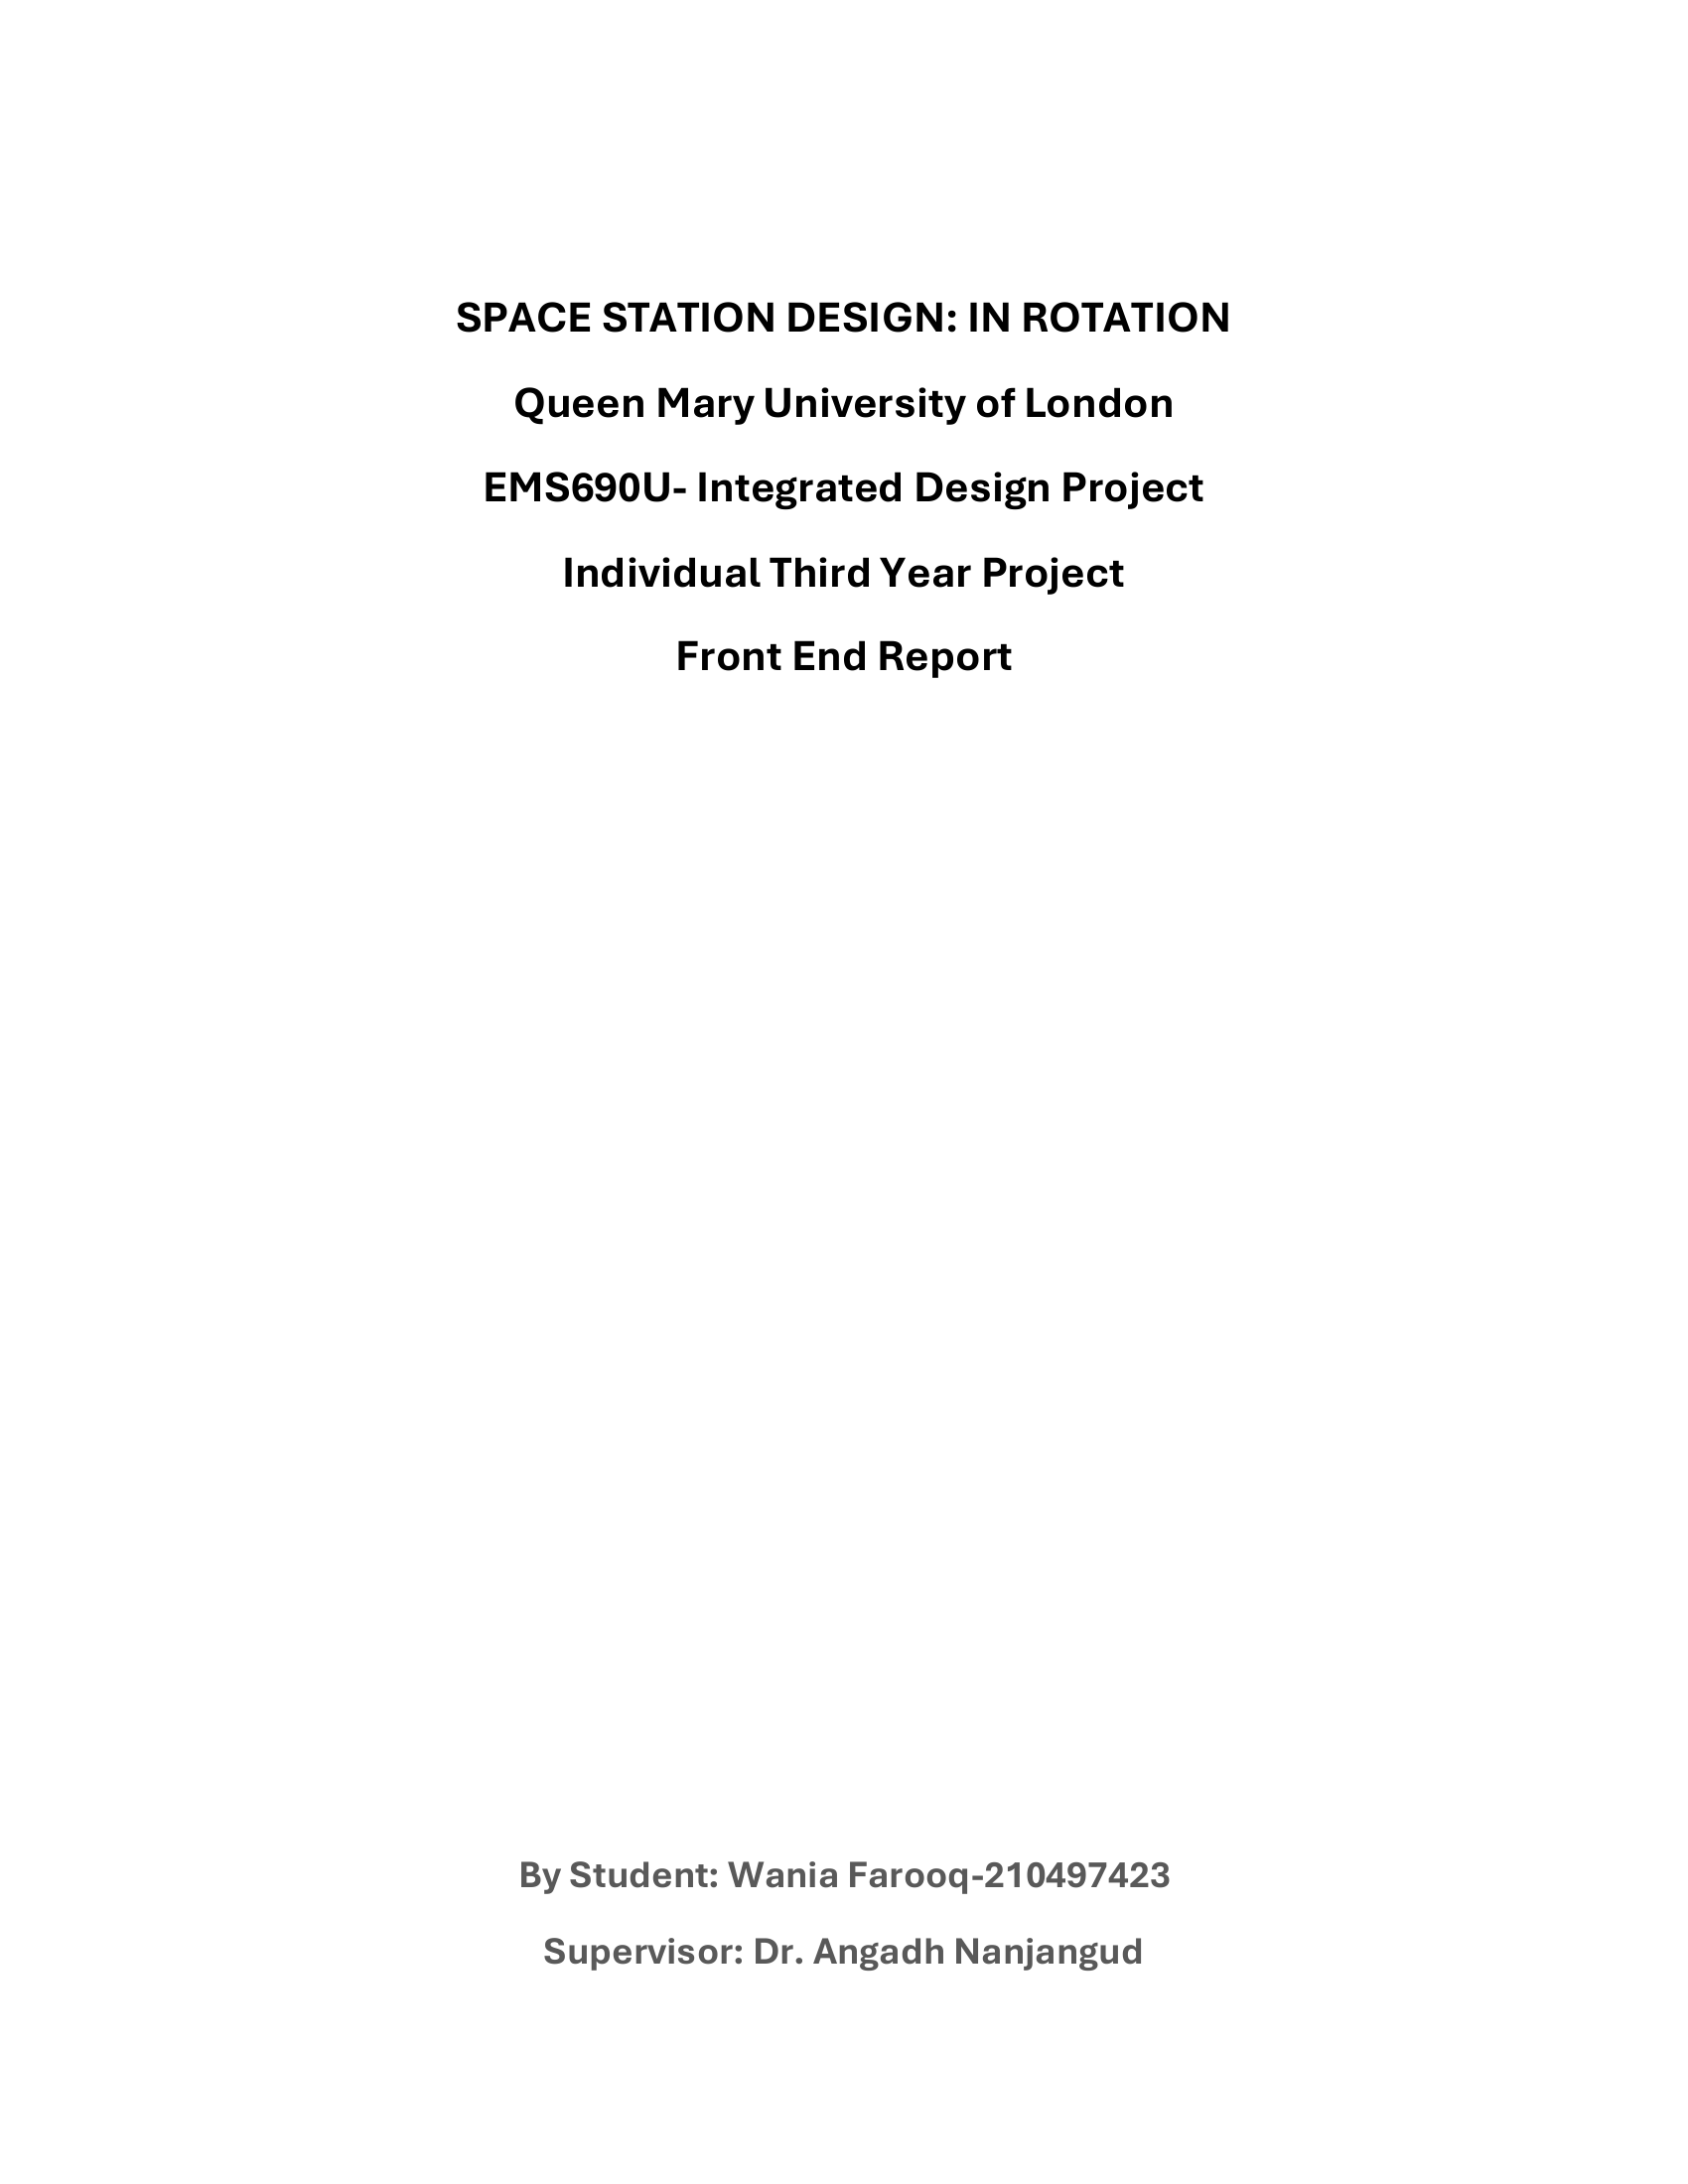 SPACE STATION DESIGN: IN ROTATION
Queen Mary University of London
EMS690U- Integrated Design Project
Individual Third Year Project
Front End Report
By Student: Wania Farooq-210497423
Supervisor: Dr. Angadh Nanjangud